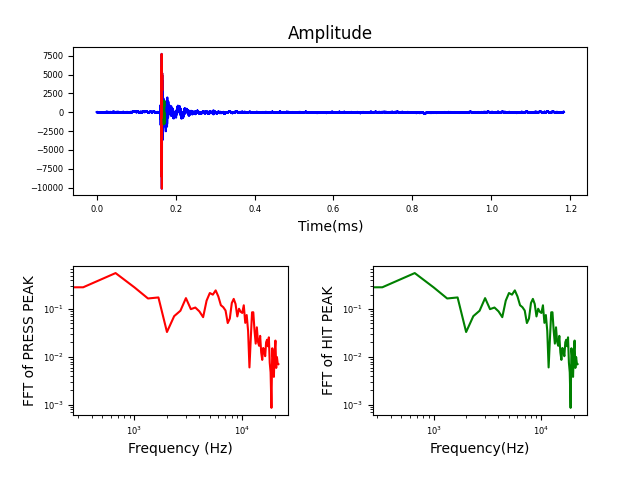 Amplitude
7500
5000
2500
0
−2500
−5000
−7500
−10000
0.0 0.2 0.4 0.6 0.8 1.0 1.2
Time(ms)
FFT of PRESS PEAK
10⁻¹
10⁻²
10⁻³
10³ 10⁴
Frequency (Hz)
FFT of HIT PEAK
10⁻¹
10⁻²
10⁻³
10³ 10⁴
Frequency(Hz)